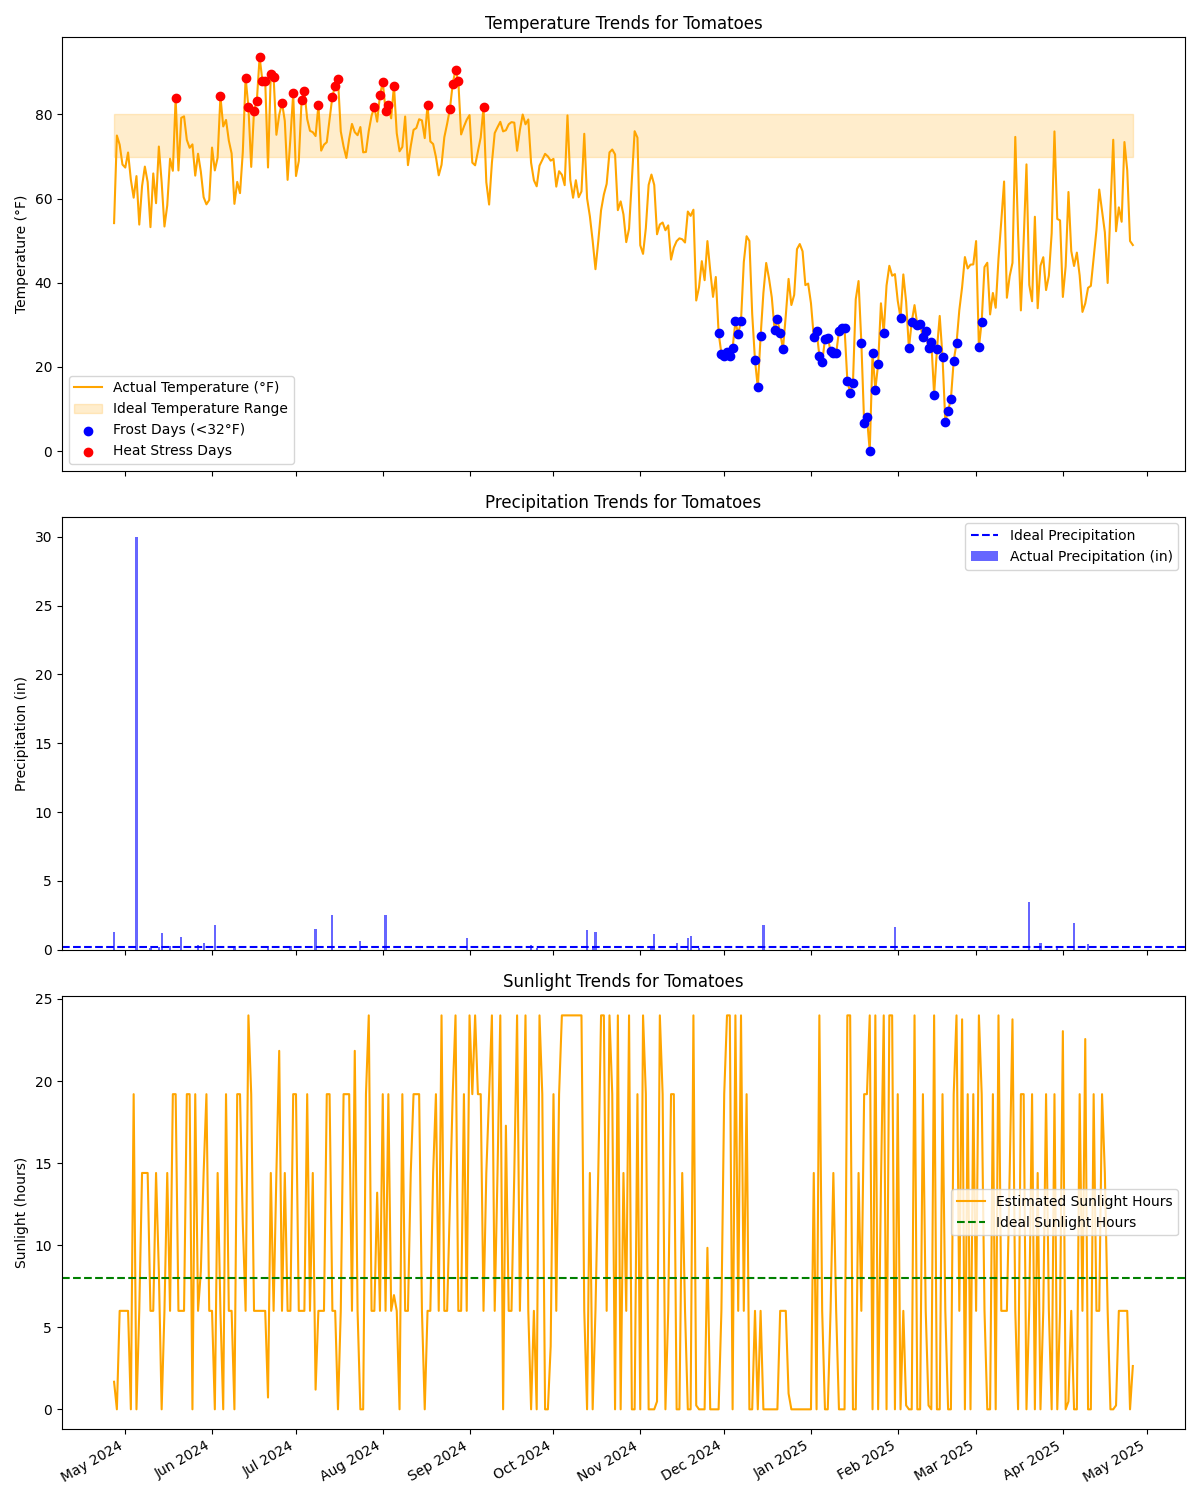 Temperature Trends for Tomatoes
Temperature (°F)
80
60
40
20
0
Actual Temperature (°F)
Ideal Temperature Range
Frost Days (<32°F)
Heat Stress Days
Precipitation Trends for Tomatoes
Precipitation (in)
30
25
20
15
10
5
0
Ideal Precipitation
Actual Precipitation (in)
Sunlight Trends for Tomatoes
Sunlight (hours)
25
20
15
10
5
0
Estimated Sunlight Hours
Ideal Sunlight Hours
May 2024
Jun 2024
Jul 2024
Aug 2024
Sep 2024
Oct 2024
Nov 2024
Dec 2024
Jan 2025
Feb 2025
Mar 2025
Apr 2025
May 2025